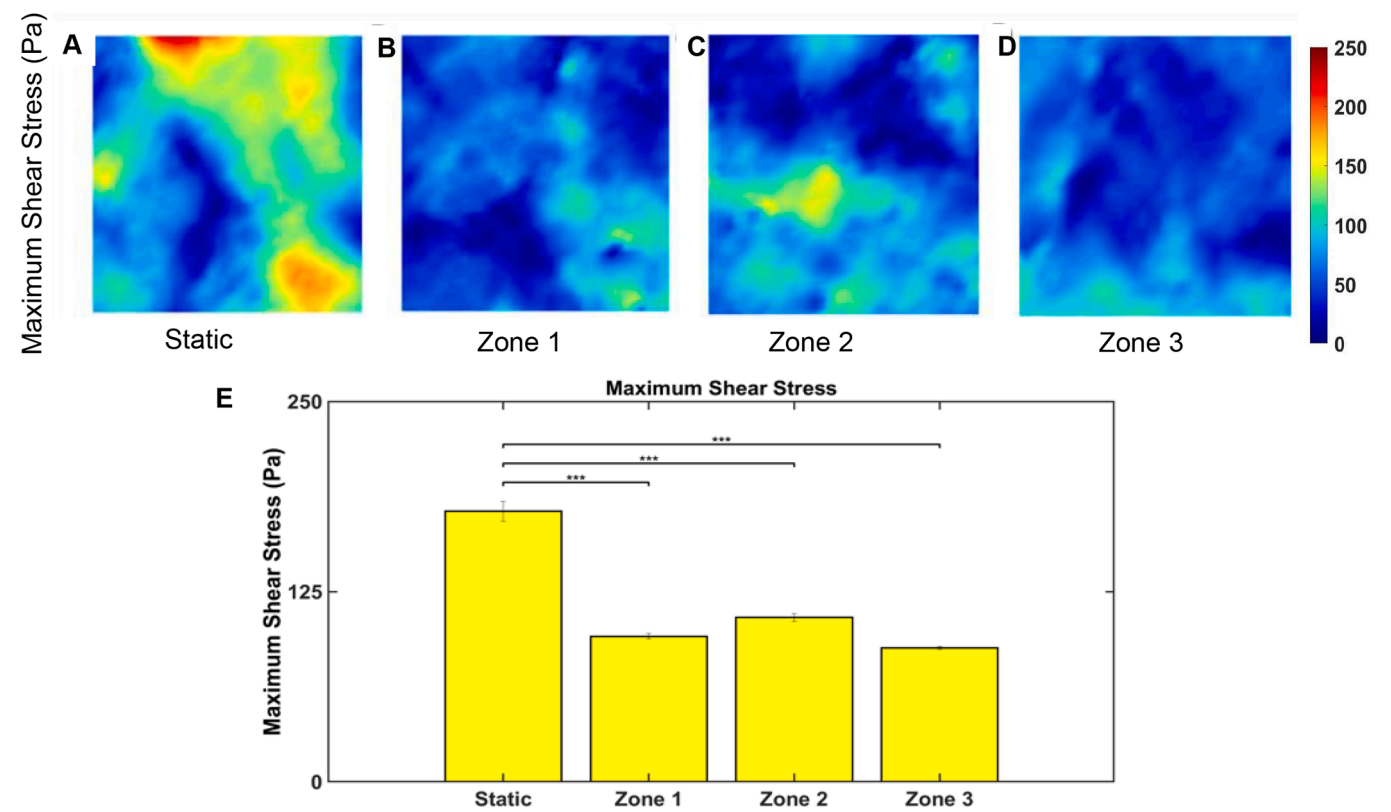 Maximum Shear Stress (Pa)
A
B
C
D
250
200
150
100
50
0
Static
Zone 1
Zone 2
Zone 3
E
Maximum Shear Stress
Maximum Shear Stress (Pa)
250
125
0
***
***
***
Static
Zone 1
Zone 2
Zone 3